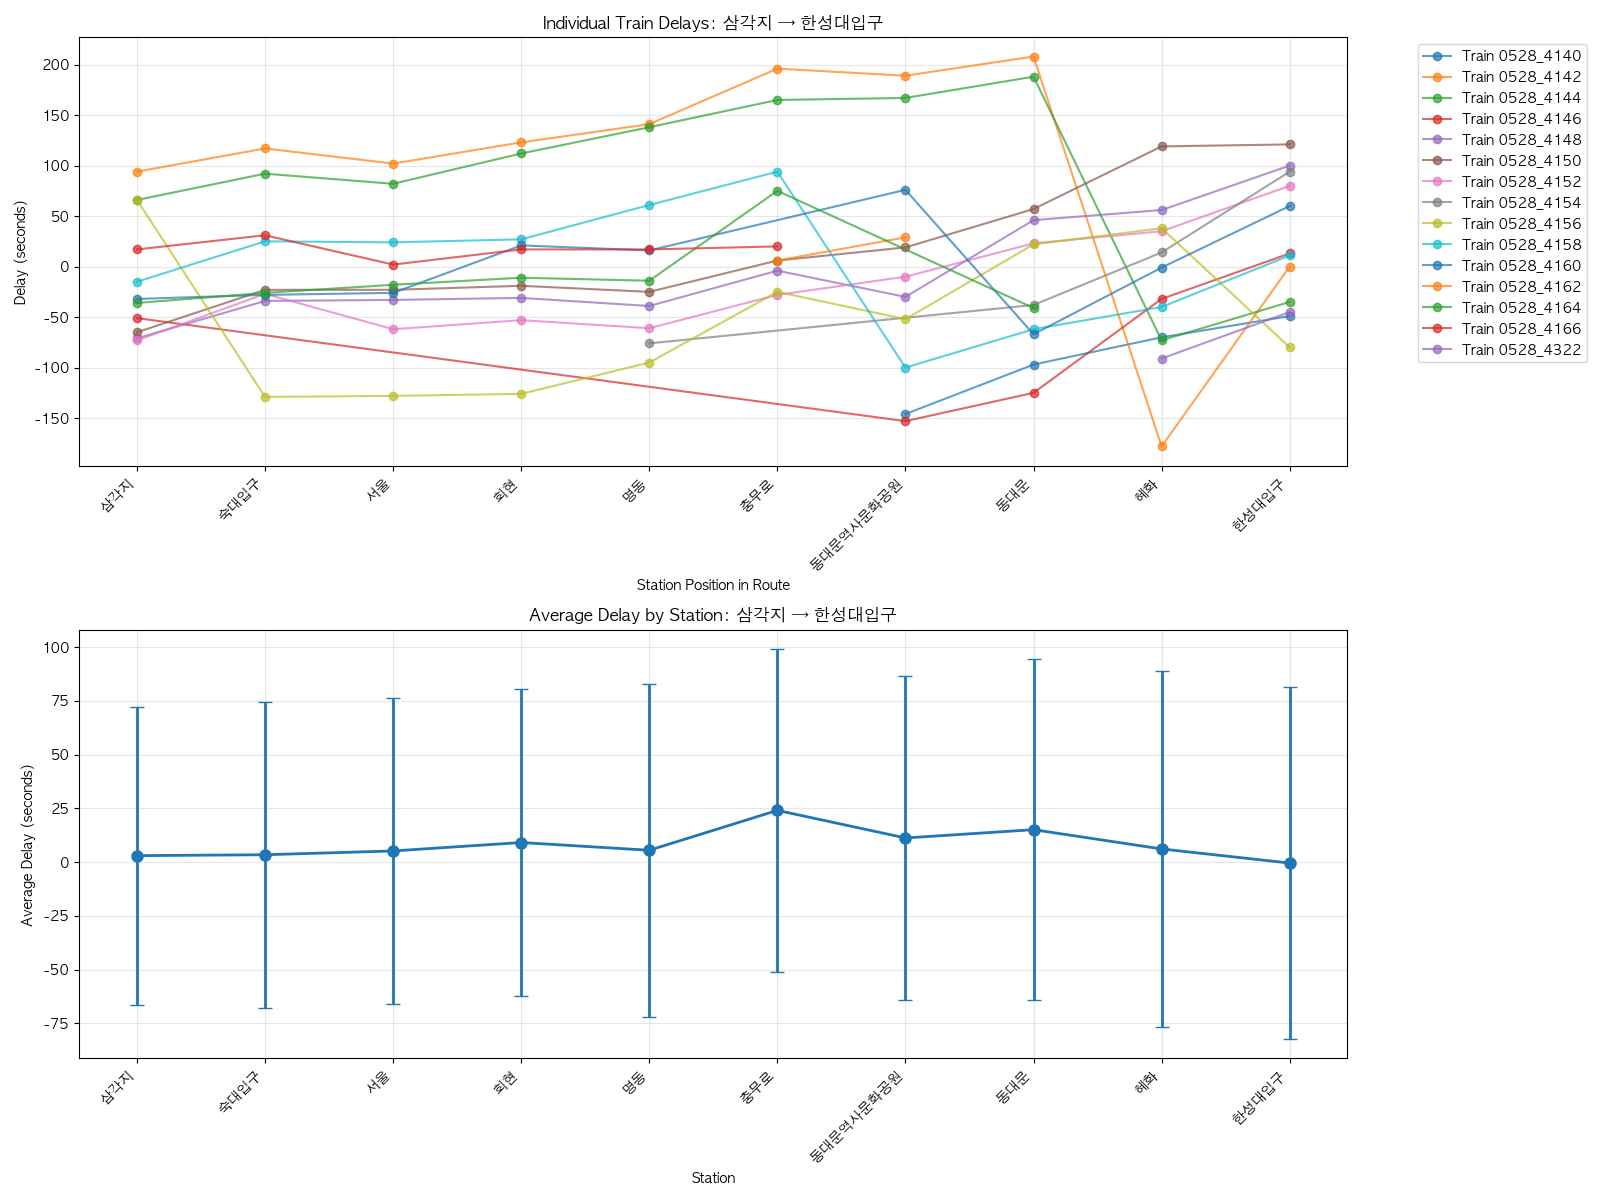 Individual Train Delays: 삼각지 → 한성대입구
Delay (seconds)
200
150
100
50
0
-50
-100
-150
삼각지
숙대입구
서울
회현
명동
충무로
동대문역사문화공원
동대문
혜화
한성대입구
Station Position in Route
Train 0528_4140
Train 0528_4142
Train 0528_4144
Train 0528_4146
Train 0528_4148
Train 0528_4150
Train 0528_4152
Train 0528_4154
Train 0528_4156
Train 0528_4158
Train 0528_4160
Train 0528_4162
Train 0528_4164
Train 0528_4166
Train 0528_4322
Average Delay by Station: 삼각지 → 한성대입구
Average Delay (seconds)
100
75
50
25
0
-25
-50
-75
삼각지
숙대입구
서울
회현
명동
충무로
동대문역사문화공원
동대문
혜화
한성대입구
Station